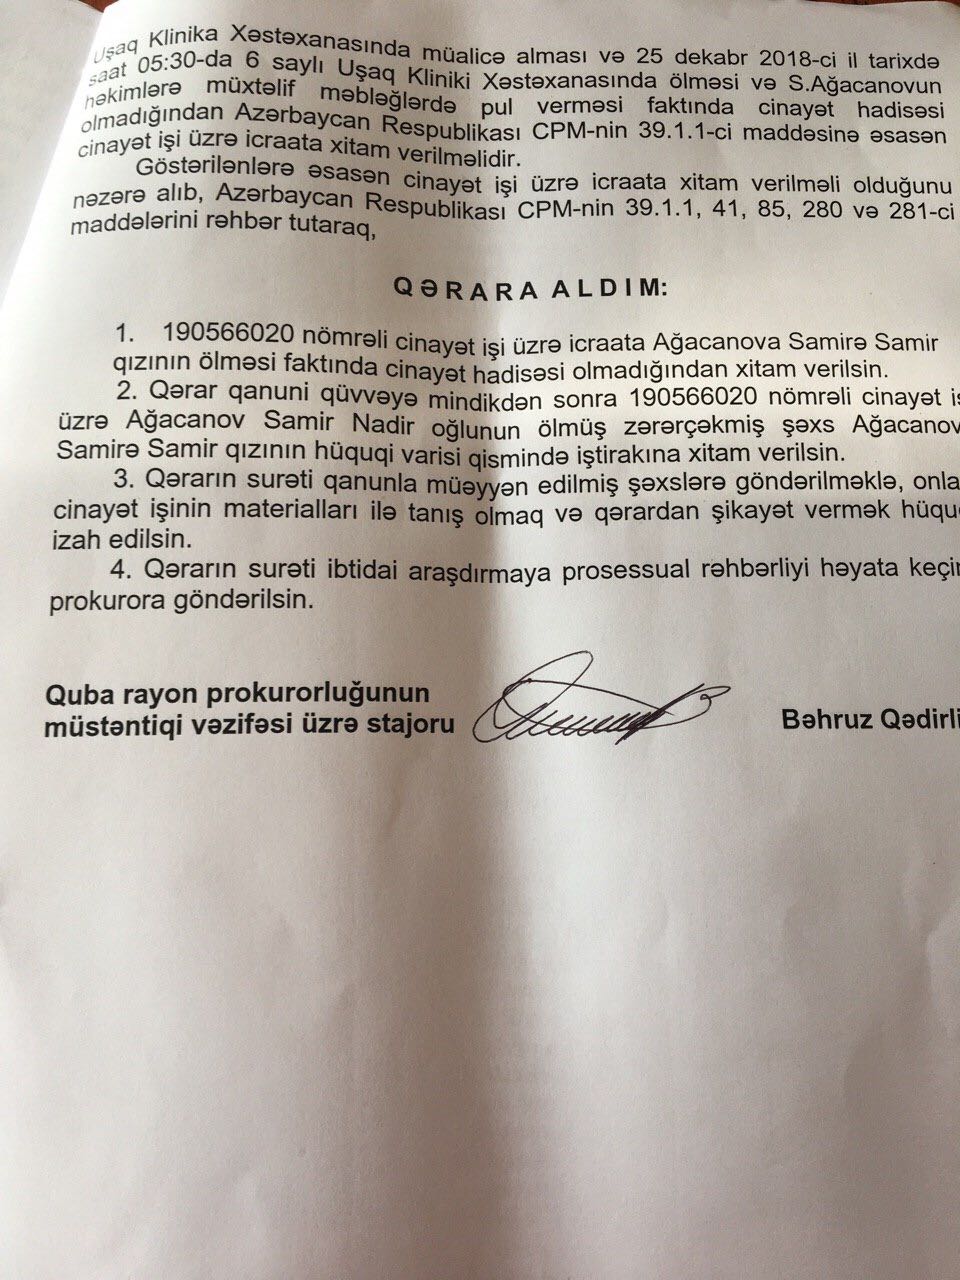 Uşaq Klinika Xəstəxanasında müalicə alması və 25 dekabr 2018-ci il tarixdə
saat 05:30-da 6 saylı Uşaq Kliniki Xəstəxanasında ölməsi və S.Ağacanovun
həkimlərə müxtəlif məbləğlərdə pul verməsi faktında cinayət hadisəsi
olmadığından Azərbaycan Respublikası CPM-nin 39.1.1-ci maddəsinə əsasən
cinayət işi üzrə icraata xitam verilməlidir.
Göstərilənlərə əsasən cinayət işi üzrə icraata xitam verilməli olduğunu
nəzərə alıb, Azərbaycan Respublikası CPM-nin 39.1.1, 41, 85, 280 və 281-ci
maddələrini rəhbər tutaraq,
QƏRARA ALDIM:
1. 190566020 nömrəli cinayət işi üzrə icraata Ağacanova Samirə Samir
qızının ölməsi faktında cinayət hadisəsi olmadığından xitam verilsin.
2. Qərar qanuni qüvvəyə mindikdən sonra 190566020 nömrəli cinayət iş
üzrə Ağacanov Samir Nadir oğlunun ölmüş zərərçəkmiş şəxs Ağacanov
Samirə Samir qızının hüquqi varisi qismində iştirakına xitam verilsin.
3. Qərarın surəti qanunla müəyyən edilmiş şəxslərə göndərilməklə, onla
cinayət işinin materialları ilə tanış olmaq və qərardan şikayət vermək hüqu
izah edilsin.
4. Qərarın surəti ibtidai araşdırmaya prosessual rəhbərliyi həyata keçir
prokurora göndərilsin.
Quba rayon prokurorluğunun
müstəntiqi vəzifəsi üzrə stajoru Bəhruz Qədirli